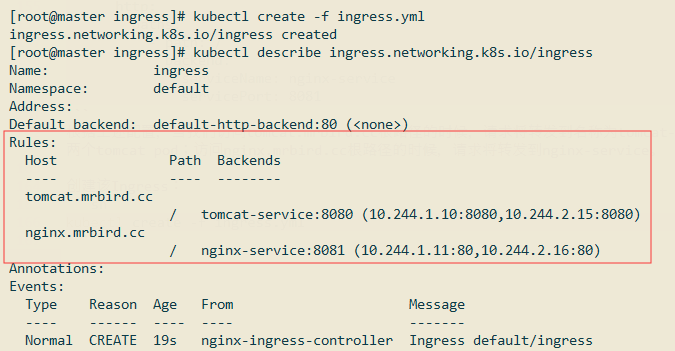 [root@master ingress]# kubectl create -f ingress.yml
ingress.networking.k8s.io/ingress created
[root@master ingress]# kubectl describe ingress.networking.k8s.io/ingress
Name:             ingress
Namespace:        default
Address:
Default backend:  default-http-backend:80 (<none>)
Rules:
  Host             Path  Backends
  ----             ----  --------
  tomcat.mrbird.cc
                   /   tomcat-service:8080 (10.244.1.10:8080,10.244.2.15:8080)
  nginx.mrbird.cc
                   /   nginx-service:8081 (10.244.1.11:80,10.244.2.16:80)
Annotations:
Events:
  Type    Reason  Age   From                      Message
  ----    ------  ----  ----                      -------
  Normal  CREATE  19s   nginx-ingress-controller  Ingress default/ingress